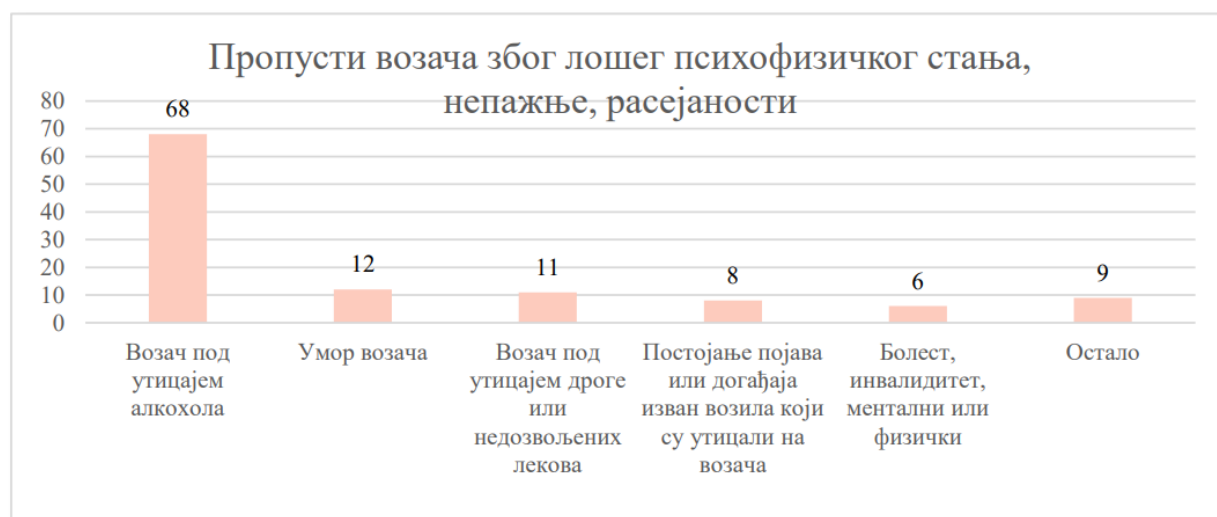 Пропусти возача због лошег психофизичког стања,
непажње, расејаности
80
70
60
50
40
30
20
10
0
68
12
11
8
6
9
Возач под
утицајем
алкохола
Умор возача
Возач под
утицајем дроге
или
недозвољених
лекова
Постојање појава
или догађаја
изван возила који
су утицали на
возача
Болест,
инвалидитет,
ментални или
физички
Остало